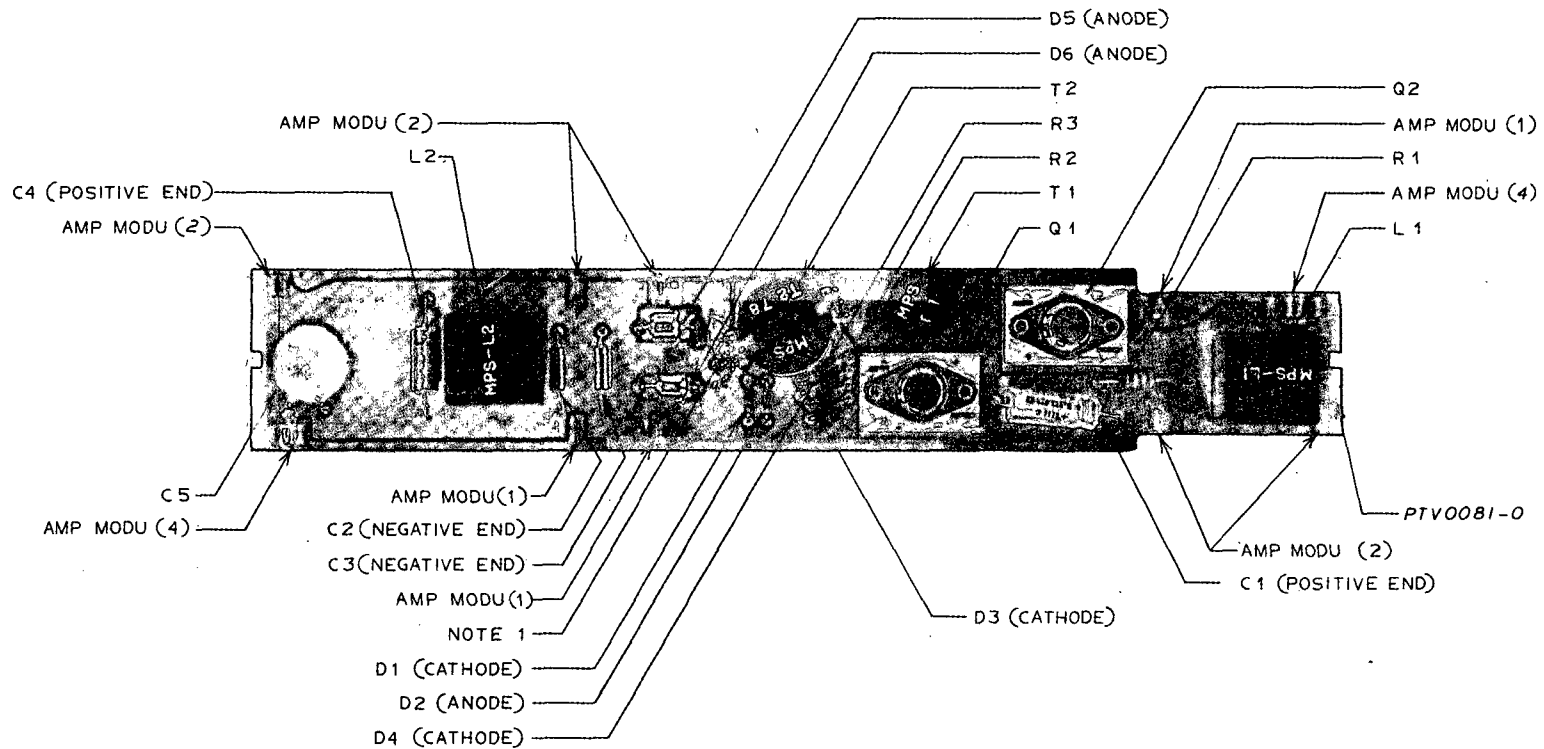 D5 (ANODE)
D6 (ANODE)
T2
Q2
AMP MODU (2)
R3
AMP MODU (1)
L2
R2
R1
C4 (POSITIVE END)
T1
AMP MODU (4)
AMP MODU (2)
Q1
L1
MPS-L2
MPS
MPS
T1
MPS-L1
C5
AMP MODU (1)
AMP MODU (4)
C2 (NEGATIVE END)
PTV0081-0
C3 (NEGATIVE END)
AMP MODU (2)
AMP MODU (1)
C1 (POSITIVE END)
NOTE 1
D3 (CATHODE)
D1 (CATHODE)
D2 (ANODE)
D4 (CATHODE)